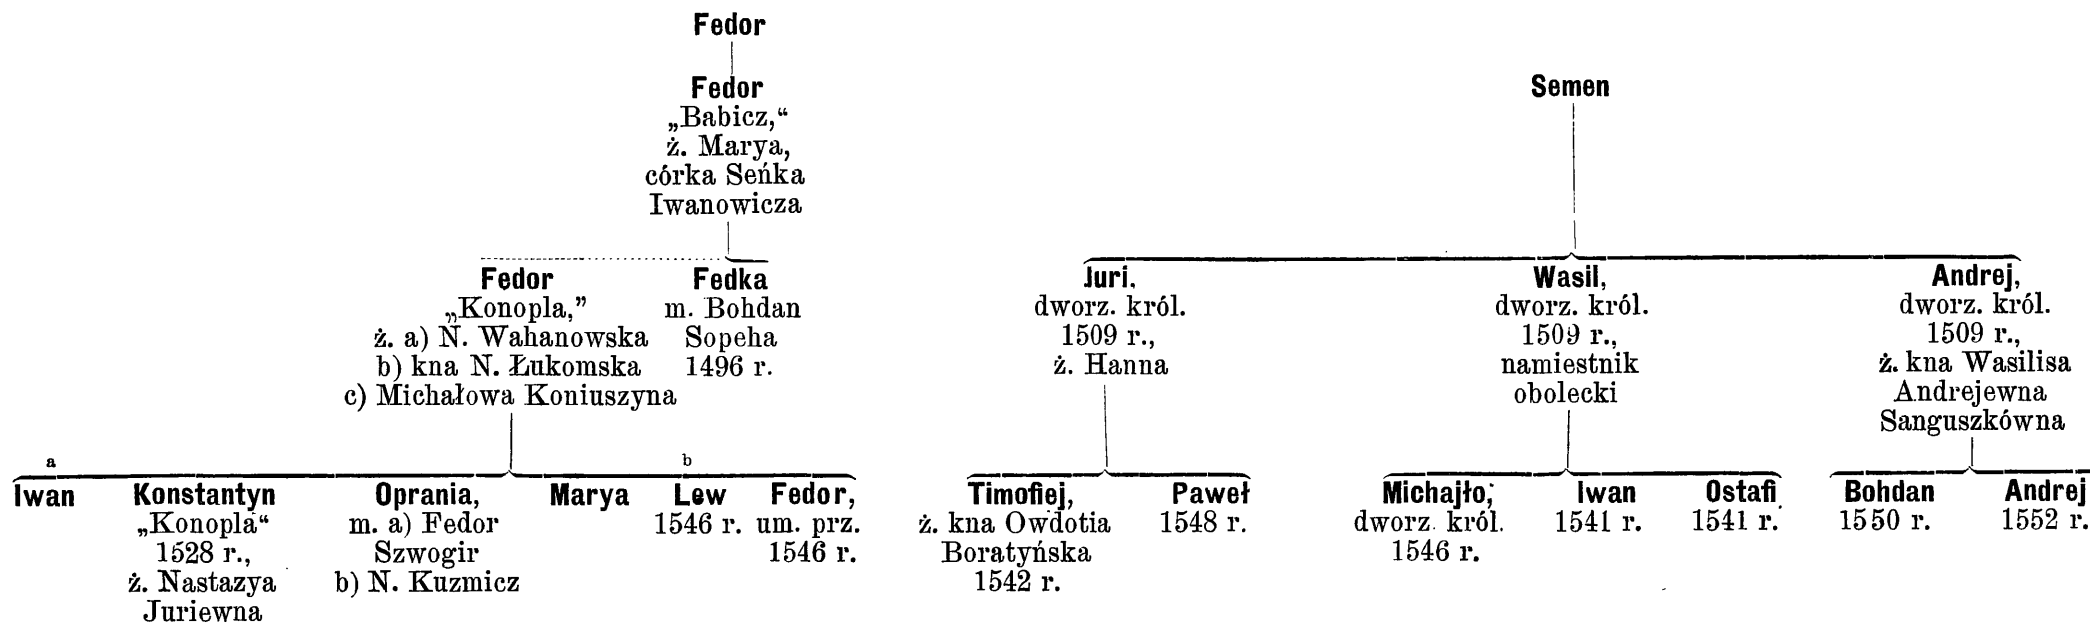 Fedor
Fedor
„Babicz,“
ż. Marya,
córka Seńka
Iwanowicza
Semen
Fedor
„Konopla,”
ż. a) N. Wahanowska
b) kna N. Łukomska
c) Michałowa Koniuszyna
Fedka
m. Bohdan
Sopeha
1496 r.
Juri.
dworz. król.
1509 r.,
ż. Hanna
Wasil,
dworz. król.
1509 r.,
namiestnik
obolecki
Andrej,
dworz. król.
1509 r.,
ż. kna Wasilisa
Andrejewna
Sanguszkówna
a
Iwan
Konstantyn
„Konopla“
1528 r.,
ż. Nastazya
Juriewna
Oprania,
m. a) Fedor
Szwogir
b) N. Kuzmicz
Marya
b
Lew
1546 r.
Fedor,
um. prz.
1546 r.
Timofiej,
ż. kna Owdotia
Boratyńska
1542 r.
Paweł
1548 r.
Michajło,
dworz. król.
1546 r.
Iwan
1541 r.
Ostafi
1541 r.
Bohdan
1550 r.
Andrej
1552 r.